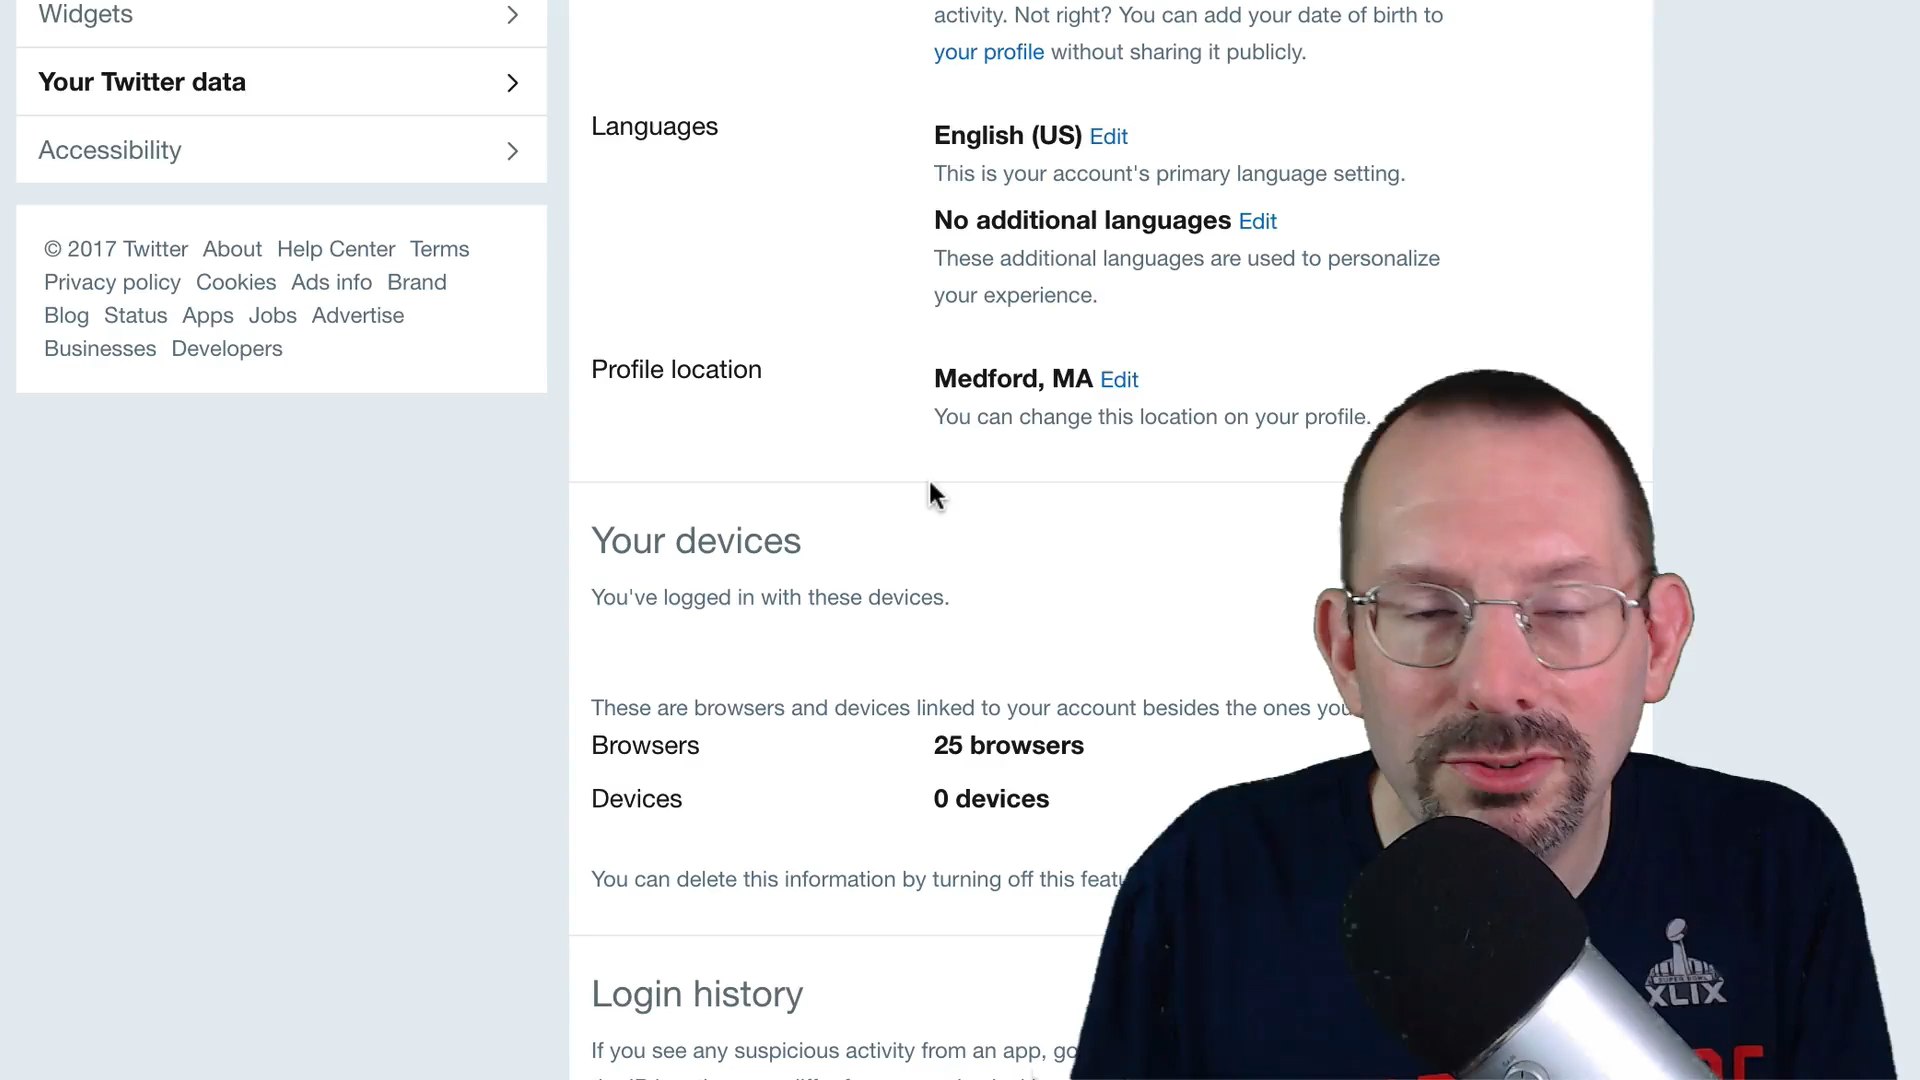 Widgets
Your Twitter data
Accessibility
© 2017 Twitter About Help Center Terms
Privacy policy Cookies Ads info Brand
Blog Status Apps Jobs Advertise
Businesses Developers
activity. Not right? You can add your date of birth to
your profile without sharing it publicly.
Languages
English (US) Edit
This is your account's primary language setting.
No additional languages Edit
These additional languages are used to personalize
your experience.
Profile location
Medford, MA Edit
You can change this location on your profile.
Your devices
You've logged in with these devices.
These are browsers and devices linked to your account besides the ones you
Browsers 25 browsers
Devices 0 devices
You can delete this information by turning off this
Login history
If you see any suspicious activity from an app, go
SUPER BOWL
XLIX